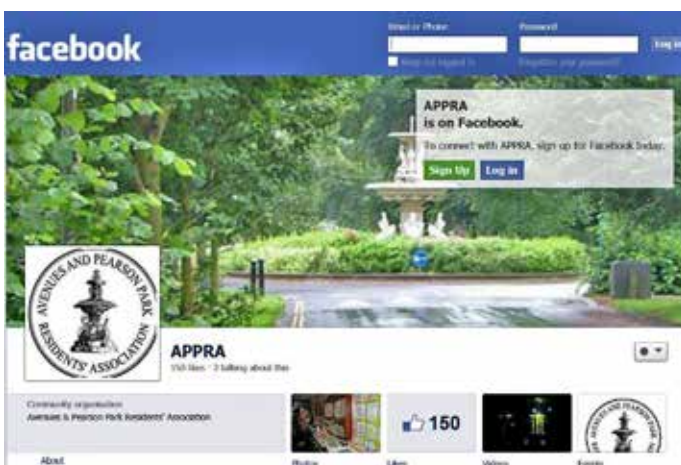 facebook
Email or Phone
Password
Log in
Keep me logged in
Forgotten your password?
APPRA
is on Facebook.
To connect with APPRA, sign up for Facebook today.
Sign Up
Log in
AVENUES AND PEARSON PARK
RESIDENTS' ASSOCIATION
APPRA
150 likes · 3 talking about this
Community organisation
Avenues & Pearson Park Residents' Association
150
About
Photos
Likes
Videos
Events